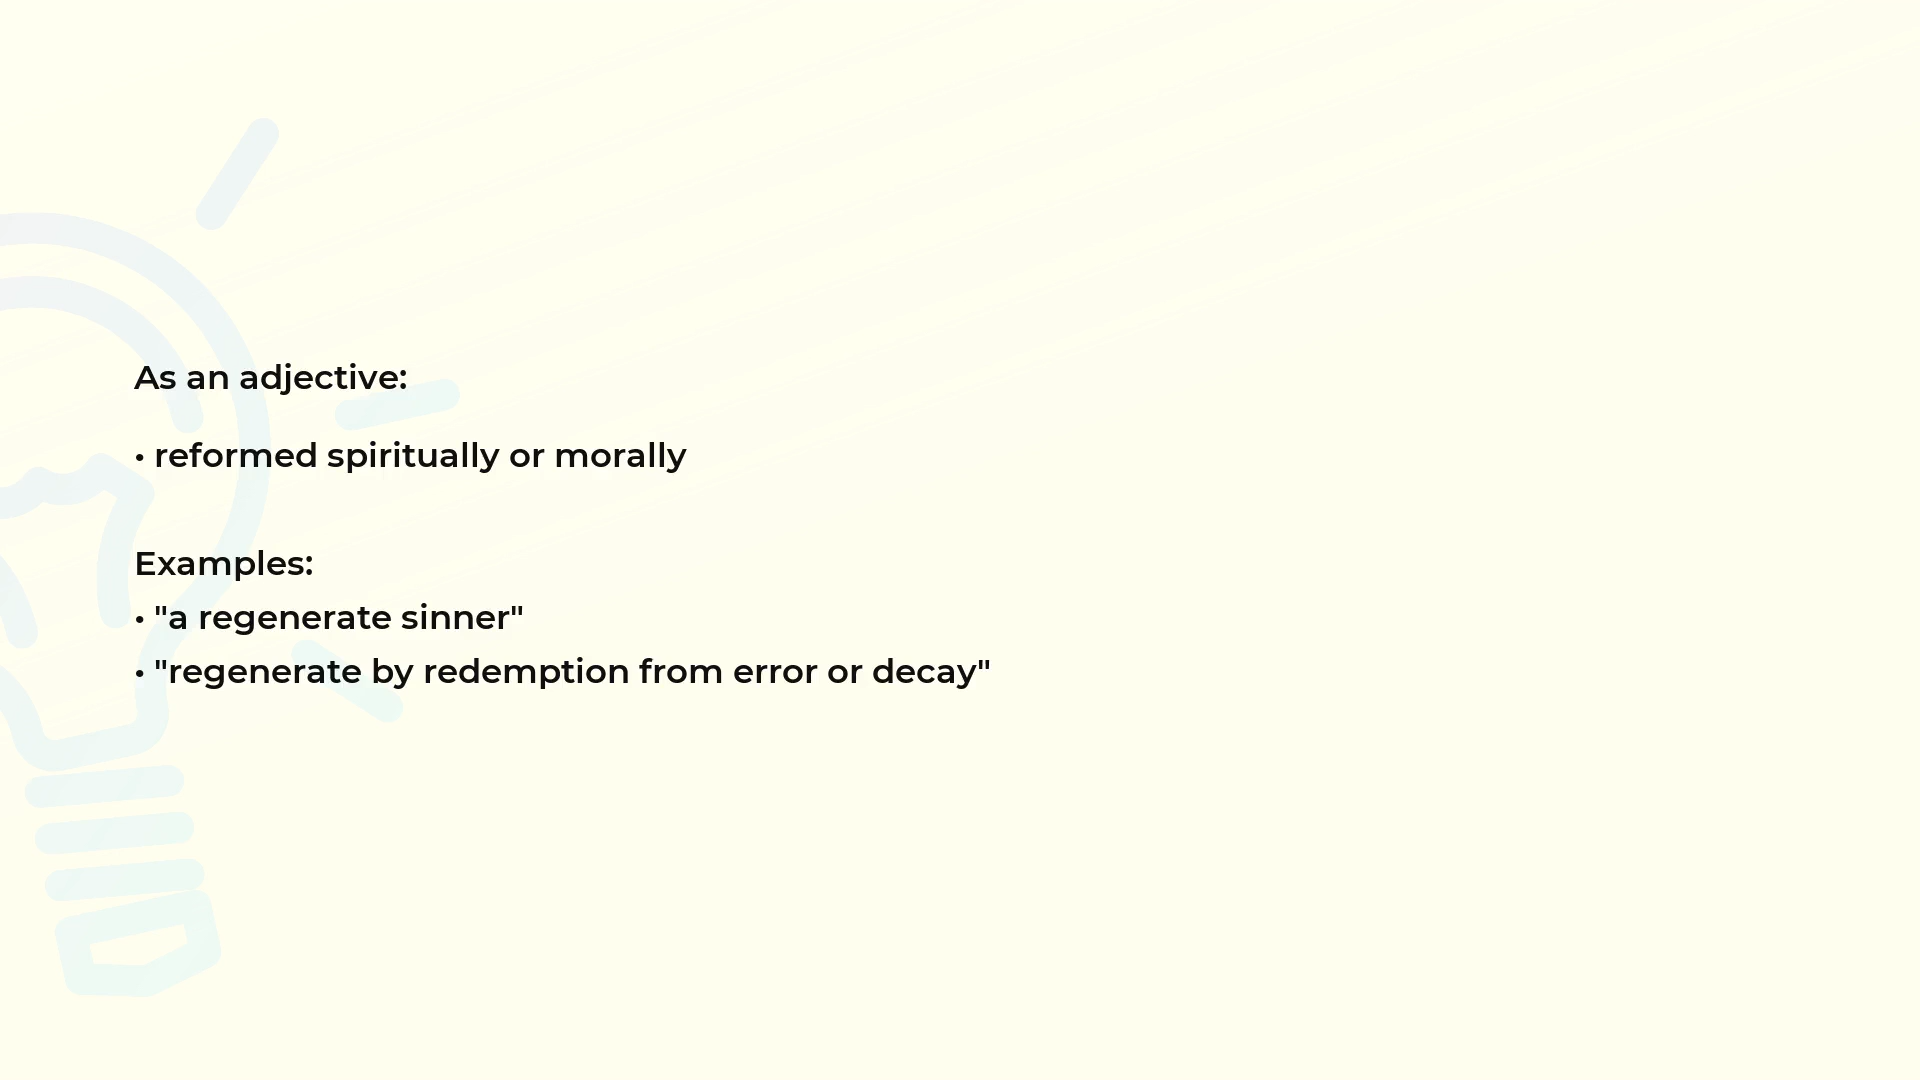 As an adjective:
• reformed spiritually or morally
Examples:
• "a regenerate sinner"
• "regenerate by redemption from error or decay"